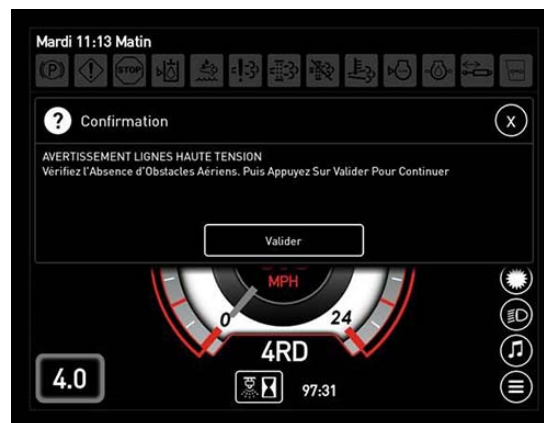 Mardi 11:13 Matin
(P)
STOP
? Confirmation X
AVERTISSEMENT LIGNES HAUTE TENSION
Vérifiez l'Absence d'Obstacles Aériens. Puis Appuyez Sur Valider Pour Continuer
Valider
MPH
0 24
4RD
4.0
97:31